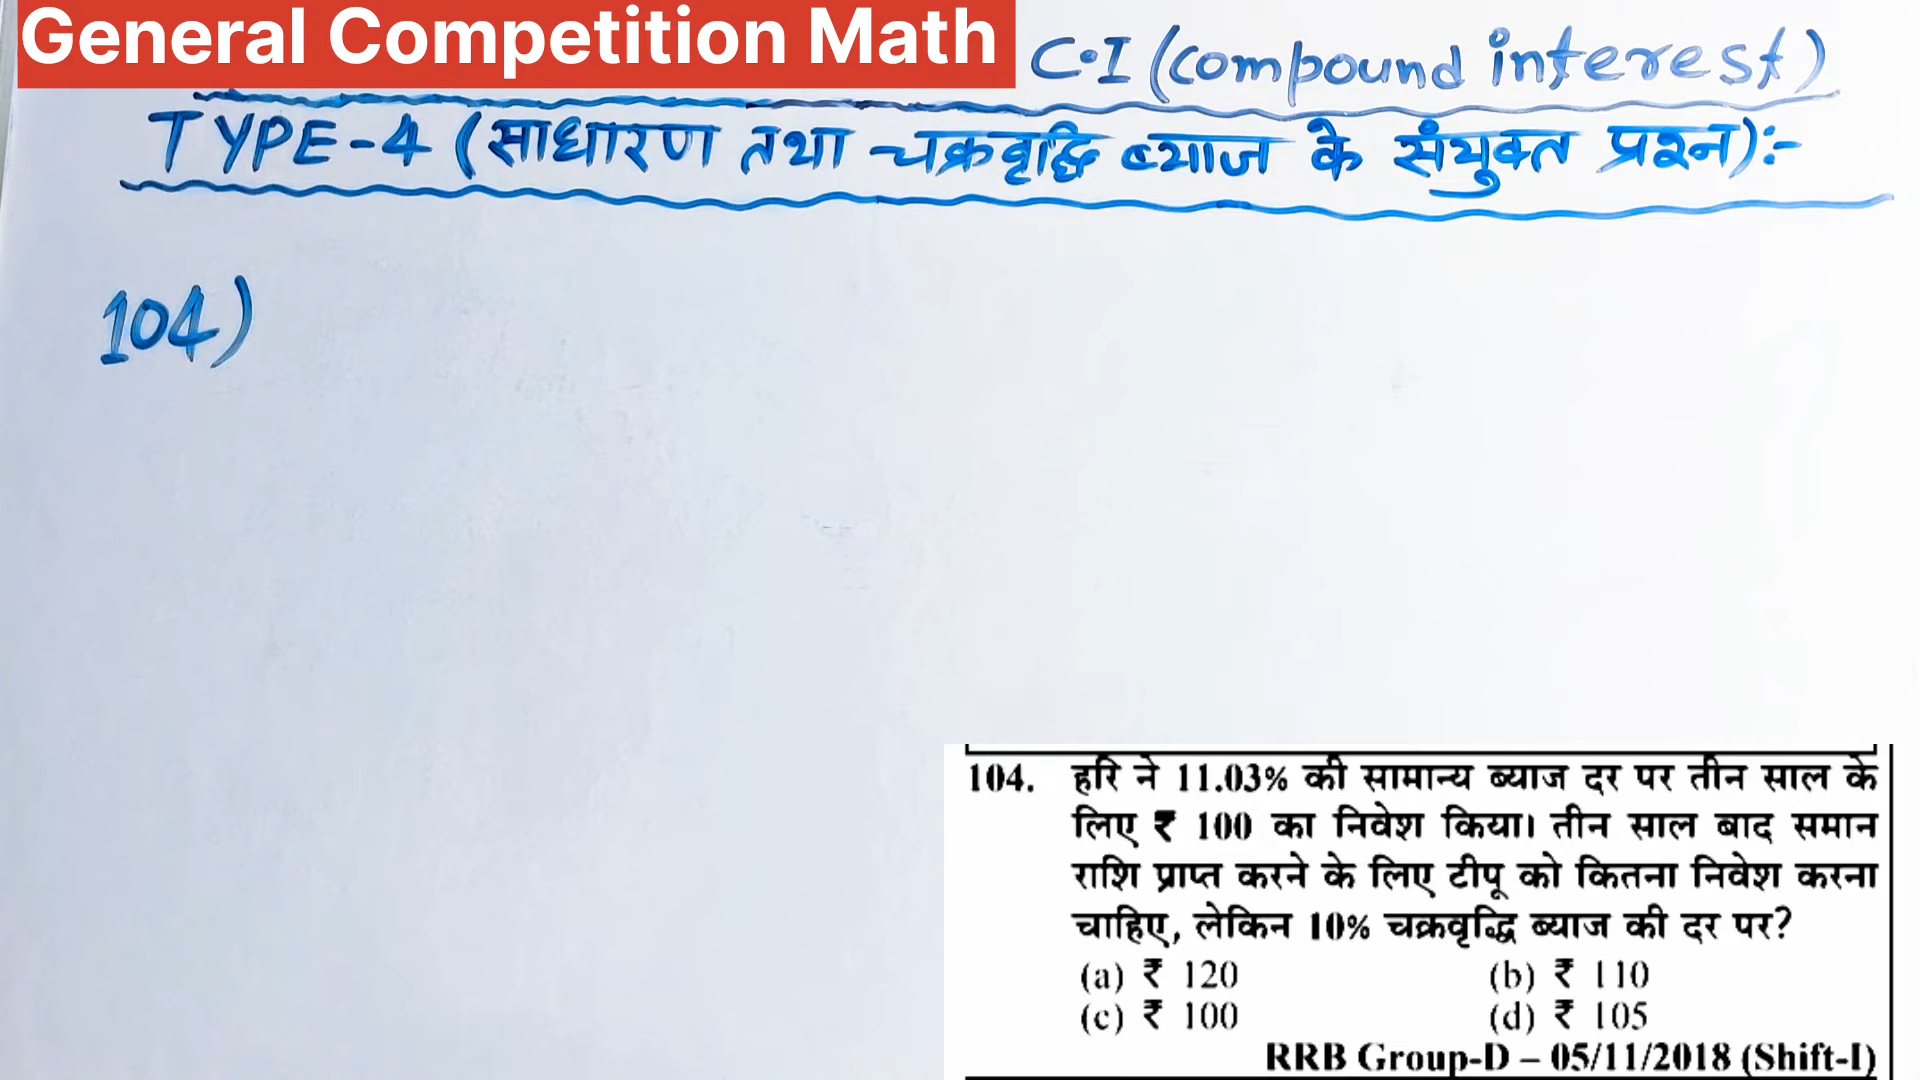 General Competition Math
C.I (compound interest)
TYPE-4 (साधारण तथा चक्रवृद्धि ब्याज के संयुक्त प्रश्न):-
104)
104. हरि ने 11.03% की सामान्य ब्याज दर पर तीन साल के
लिए ₹ 100 का निवेश किया। तीन साल बाद समान
राशि प्राप्त करने के लिए टीपू को कितना निवेश करना
चाहिए, लेकिन 10% चक्रवृद्धि ब्याज की दर पर?
(a) ₹ 120 (b) ₹ 110
(c) ₹ 100 (d) ₹ 105
RRB Group-D – 05/11/2018 (Shift-I)